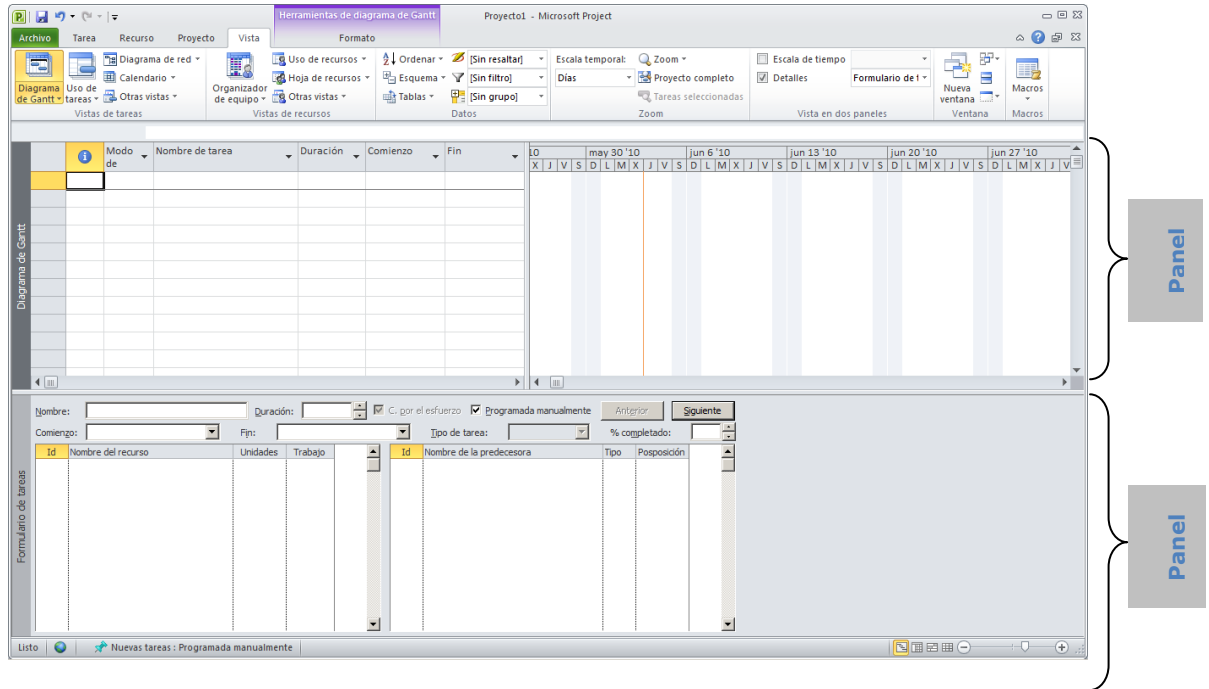 Herramientas de diagrama de Gantt Proyecto1 - Microsoft Project
Archivo Tarea Recurso Proyecto Vista Formato
Diagrama de Gantt
Uso de tareas
Diagrama de red
Calendario
Otras vistas
Vistas de tareas
Organizador de equipo
Uso de recursos
Hoja de recursos
Otras vistas
Vistas de recursos
Ordenar
Esquema
Tablas
[Sin resaltar]
[Sin filtro]
[Sin grupo]
Datos
Escala temporal:
Días
Zoom
Proyecto completo
Tareas seleccionadas
Zoom
Escala de tiempo
Detalles Formulario de t
Vista en dos paneles
Nueva ventana
Ventana
Macros
Macros
Modo de Nombre de tarea Duración Comienzo Fin
10 may 30 '10 jun 6 '10 jun 13 '10 jun 20 '10 jun 27 '10
X J V S D L M X J V S D L M X J V S D L M X J V S D L M X J V S D L M X J V
Diagrama de Gantt
Panel
Nombre: Duración: C. por el esfuerzo Programada manualmente Anterior Siguiente
Comienzo: Fin: Tipo de tarea: % completado:
Id Nombre del recurso Unidades Trabajo Id Nombre de la predecesora Tipo Posposición
Formulario de tareas
Panel
Listo Nuevas tareas : Programada manualmente